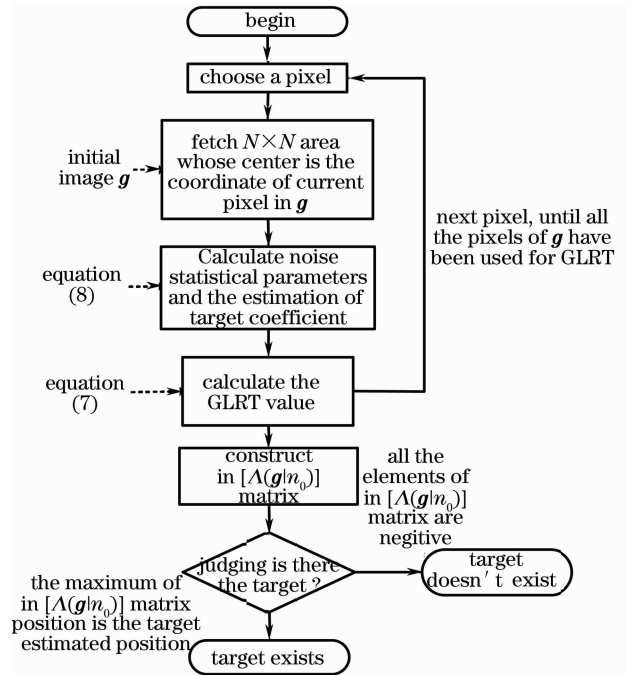 begin
choose a pixel
initial
image g
fetch N×N area
whose center is the
coordinate of current
pixel in g
next pixel, until all
the pixels of g have
been used for GLRT
equation
(8)
Calculate noise
statistical parameters
and the estimation of
target coefficient
equation
(7)
calculate the
GLRT value
construct
in [Λ(g|n₀)]
matrix
all the
elements of
in [Λ(g|n₀)]
matrix are
negitive
judging is there
the target ?
target
doesn't exist
the maximum of
in [Λ(g|n₀)] matrix
position is the target
estimated position
target exists